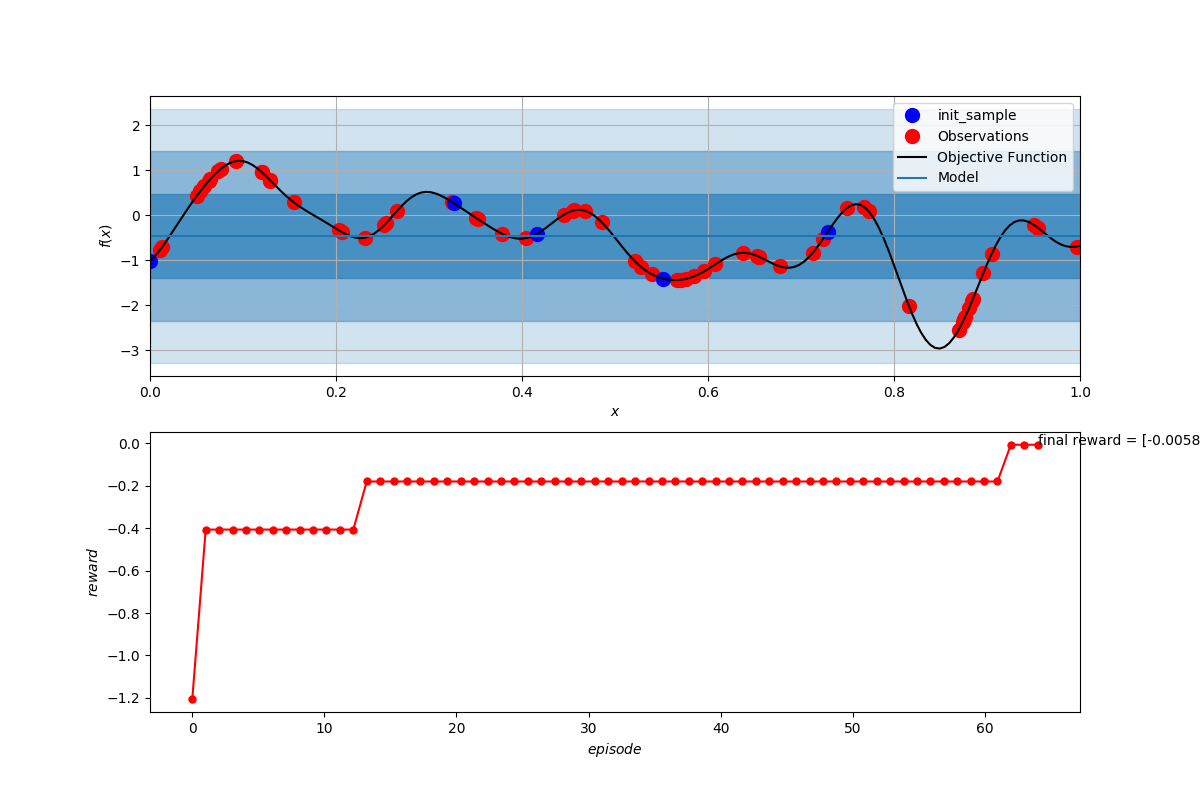 2
1
0
−1
−2
−3
f(x)
init_sample
Observations
Objective Function
Model
0.0 0.2 0.4 0.6 0.8 1.0
x
0.0
−0.2
−0.4
−0.6
−0.8
−1.0
−1.2
reward
final reward = [-0.0058
0 10 20 30 40 50 60
episode